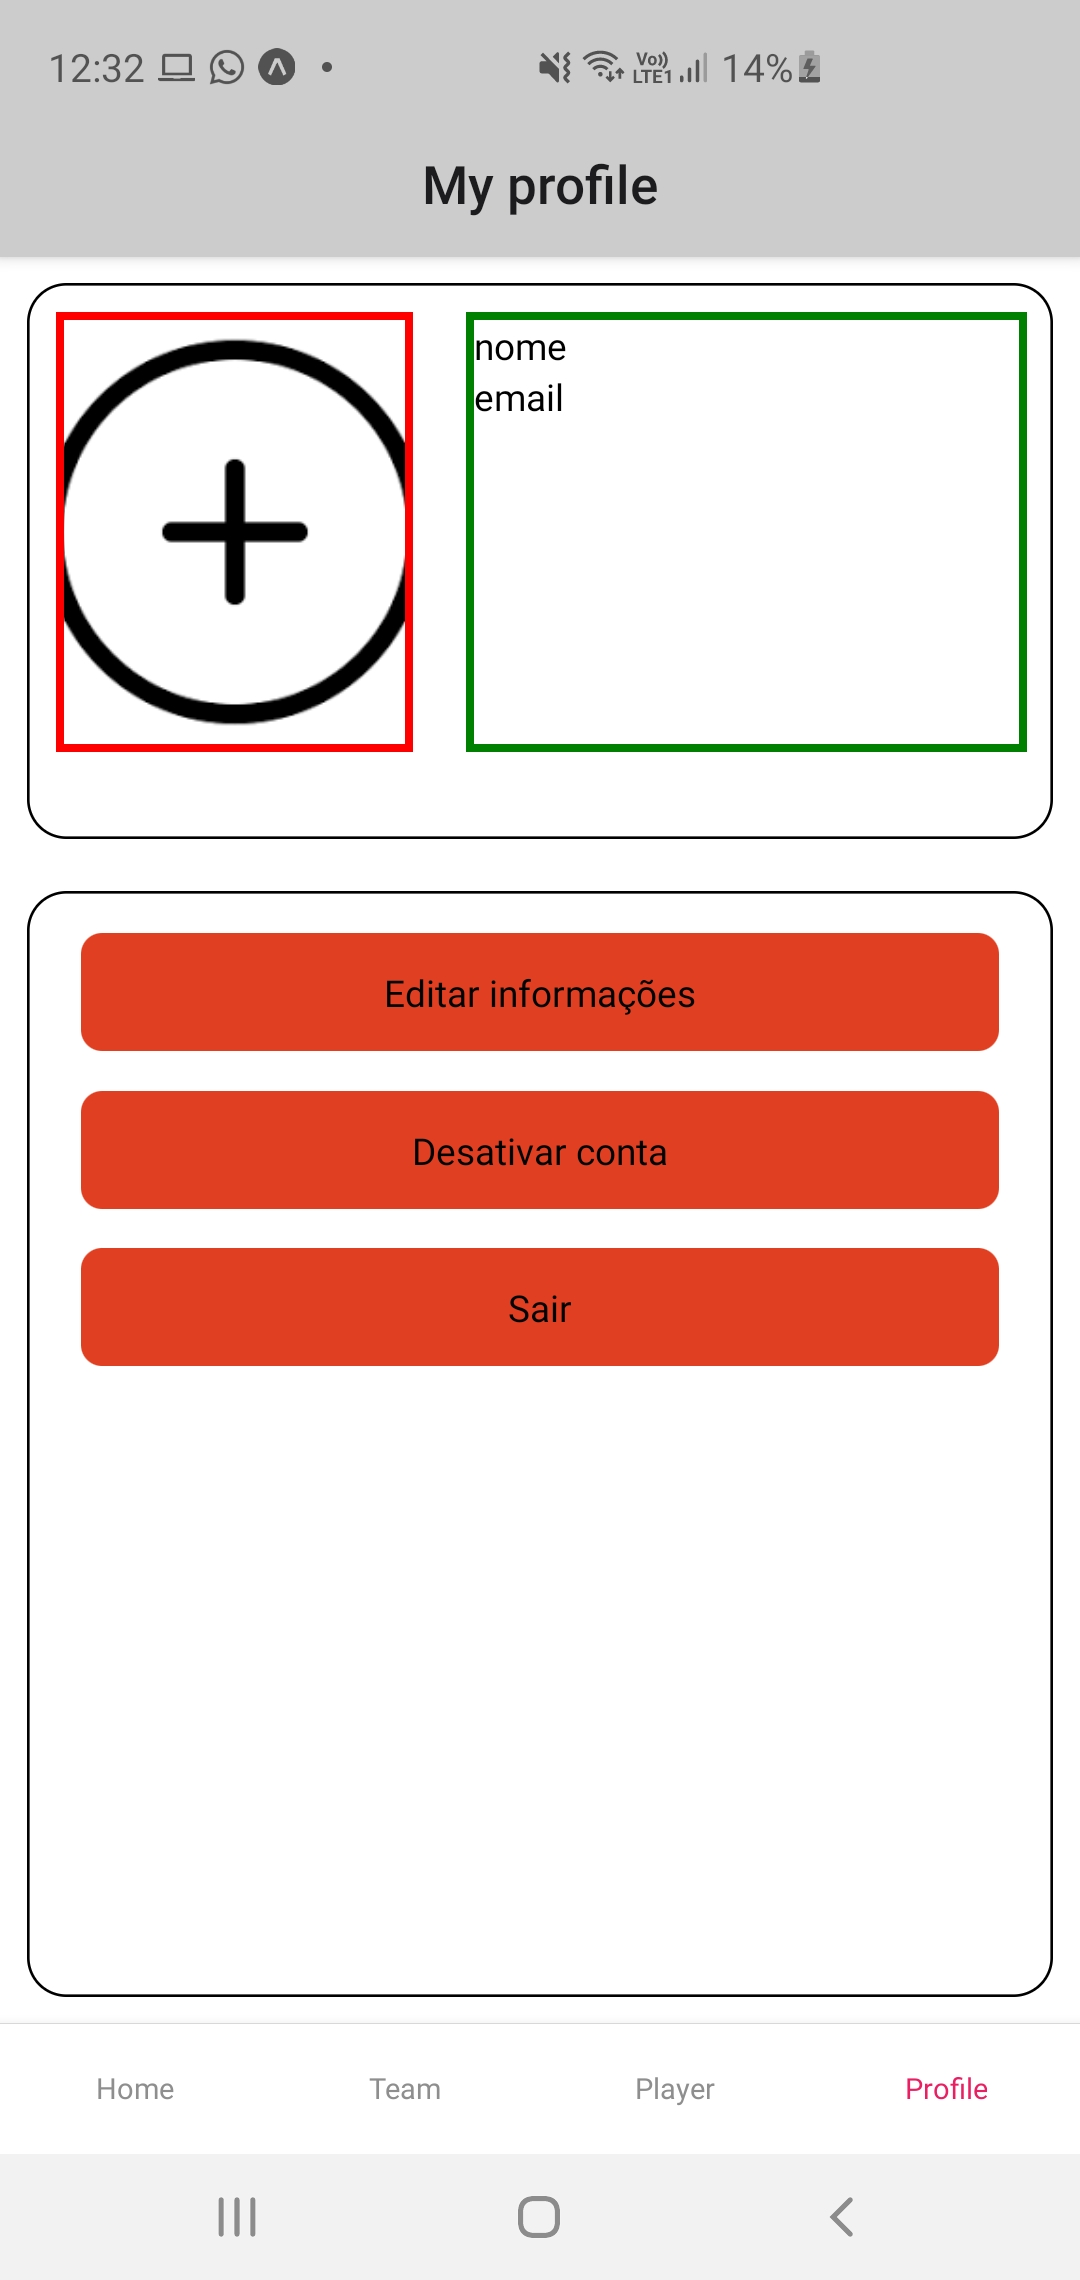 12:32
Vo)) LTE1 14%
My profile
nome
email
Editar informações
Desativar conta
Sair
Home Team Player Profile